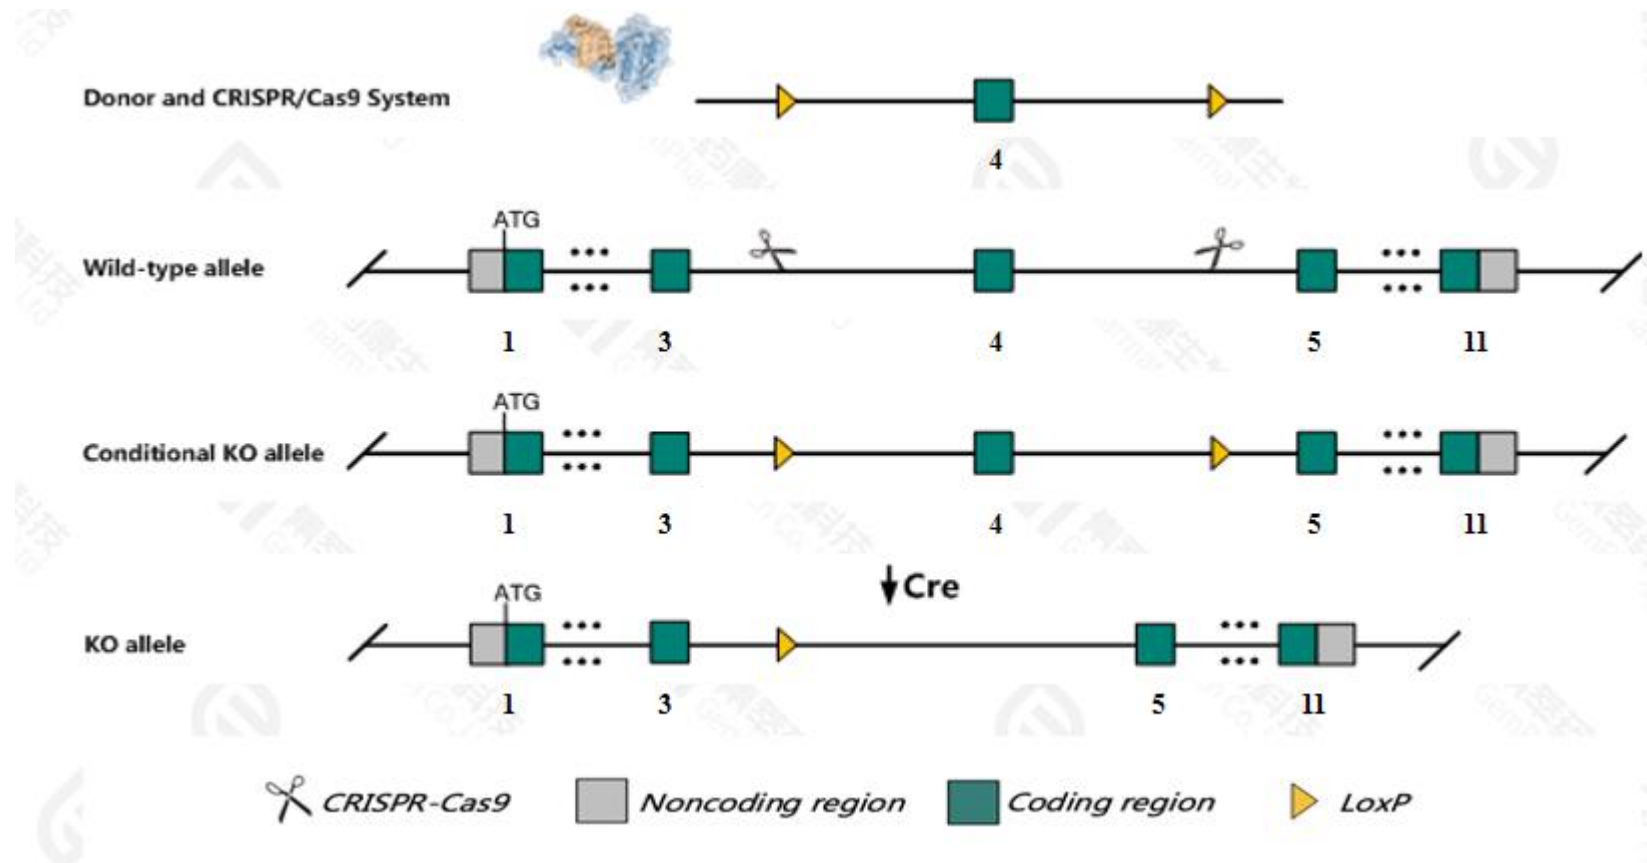 Donor and CRISPR/Cas9 System
4
ATG
Wild-type allele
1 3 4 5 11
ATG
Conditional KO allele
1 3 4 5 11
Cre
ATG
KO allele
1 3 5 11
CRISPR-Cas9 Noncoding region Coding region LoxP